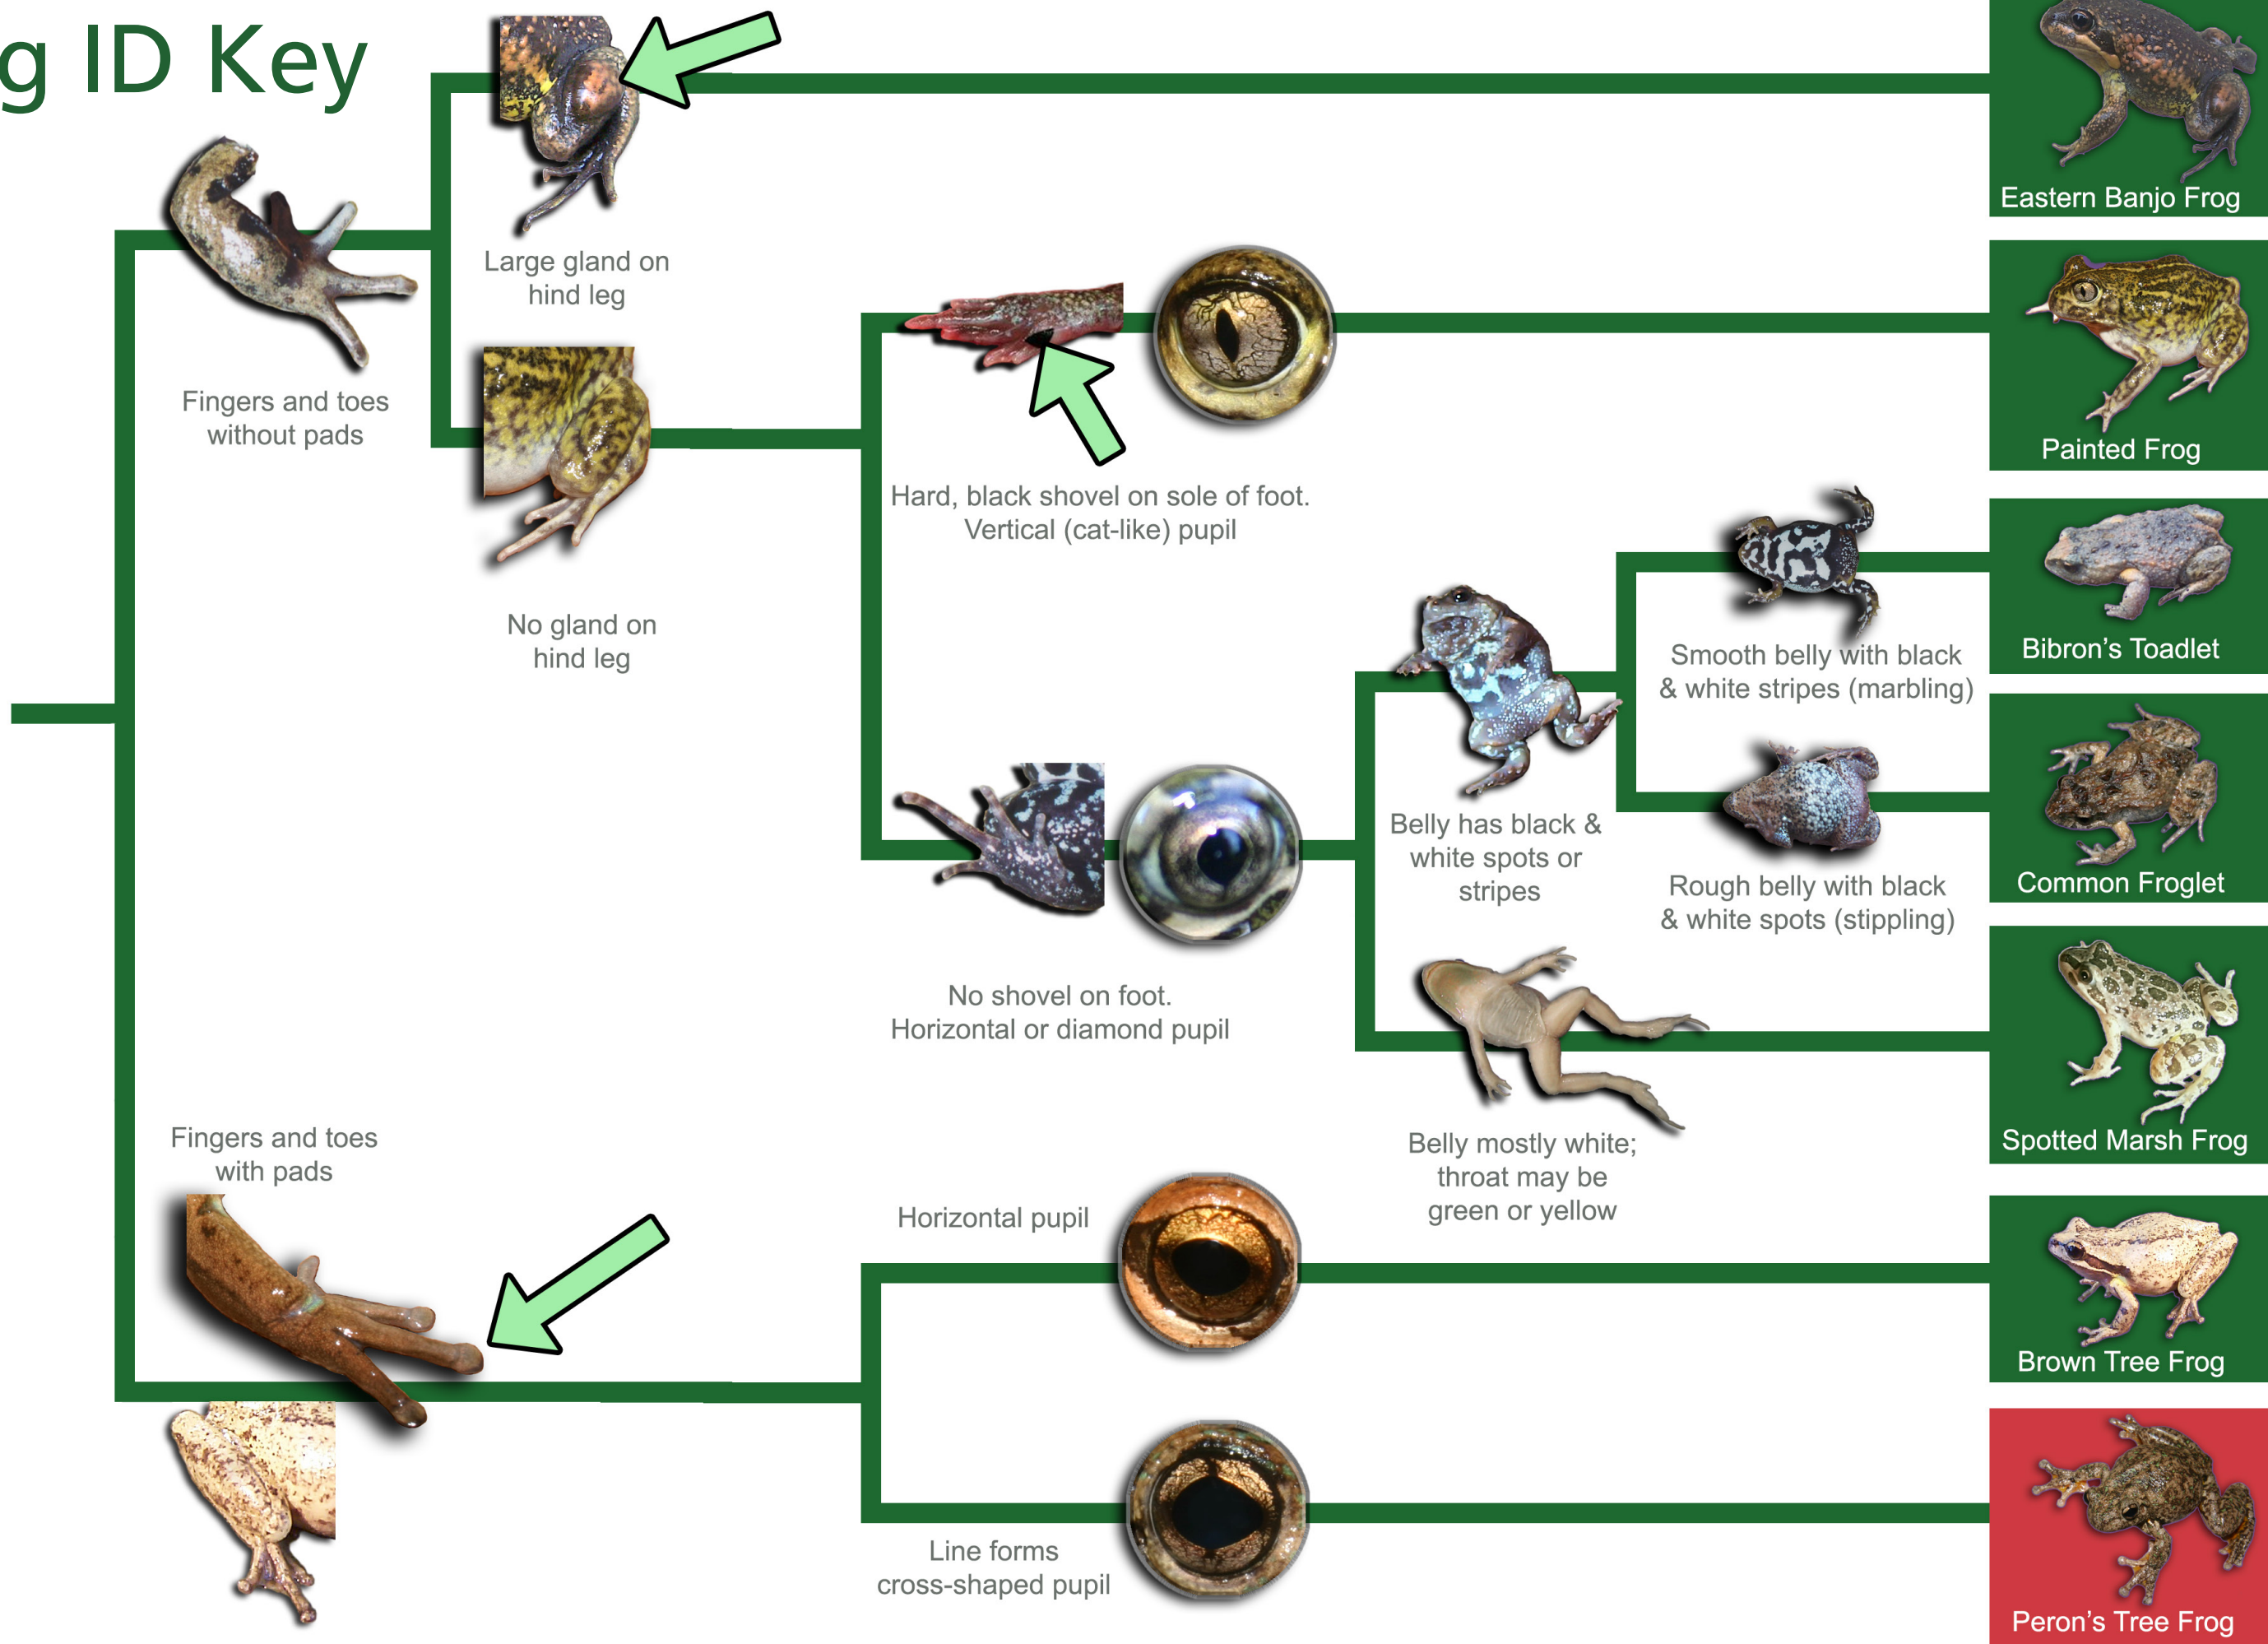 g ID Key
Large gland on
hind leg
Eastern Banjo Frog
Fingers and toes
without pads
No gland on
hind leg
Hard, black shovel on sole of foot.
Vertical (cat-like) pupil
Painted Frog
Smooth belly with black
& white stripes (marbling)
Bibron's Toadlet
Belly has black &
white spots or
stripes
Rough belly with black
& white spots (stippling)
Common Froglet
No shovel on foot.
Horizontal or diamond pupil
Belly mostly white;
throat may be
green or yellow
Spotted Marsh Frog
Fingers and toes
with pads
Horizontal pupil
Brown Tree Frog
Line forms
cross-shaped pupil
Peron's Tree Frog